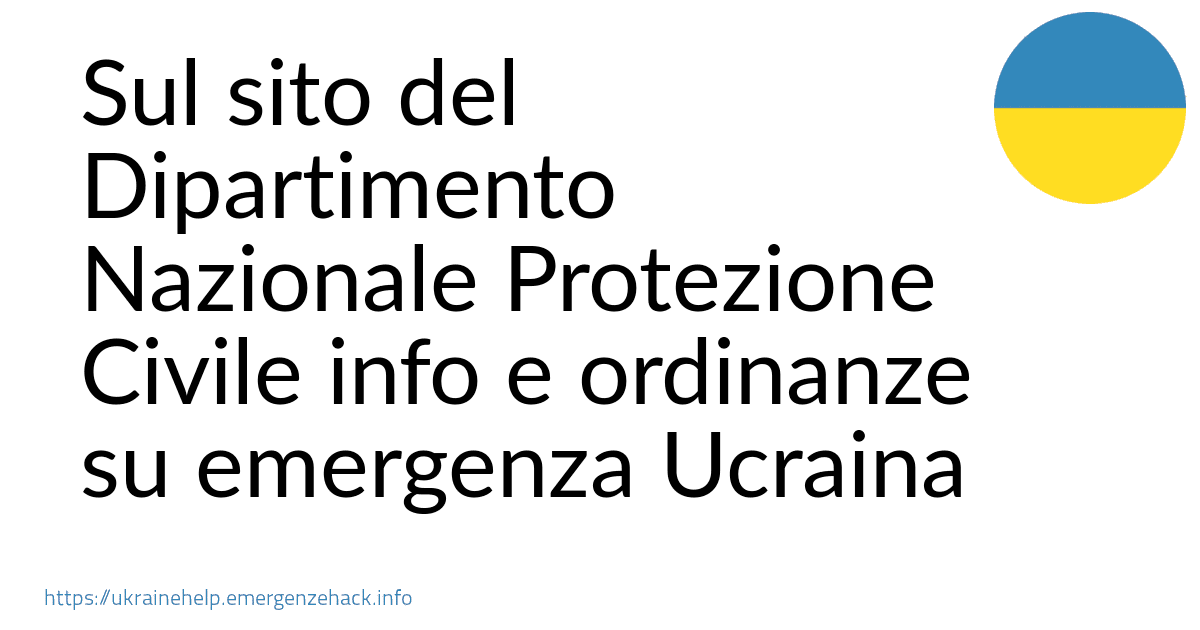 Sul sito del
Dipartimento
Nazionale Protezione
Civile info e ordinanze
su emergenza Ucraina
https://ukrainehelp.emergenzehack.info